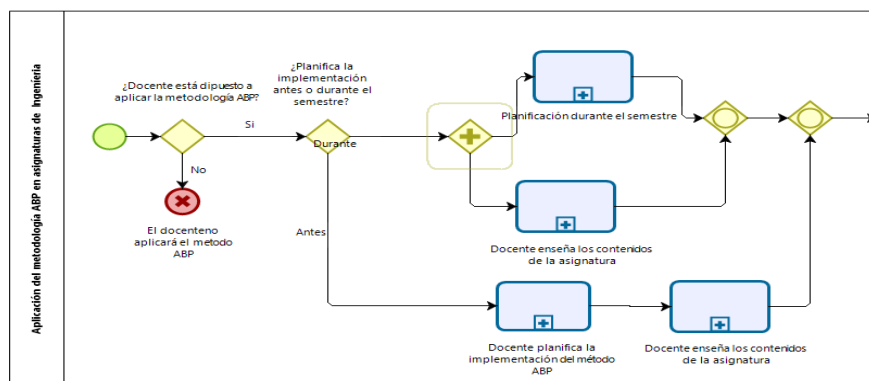 Aplicación del metodología ABP en asignaturas de Ingenieria
¿Docente está dipuesto a
aplicar la metodología ABP?
¿Planifica la
implementación
antes o durante el
semestre?
Si
Durante
No
El docenteno
aplicará el metodo
ABP
Antes
Planificación durante el semestre
Docente enseña los contenidos
de la asignatura
Docente planifica la
implementación del método
ABP
Docente enseña los contenidos
de la asignatura